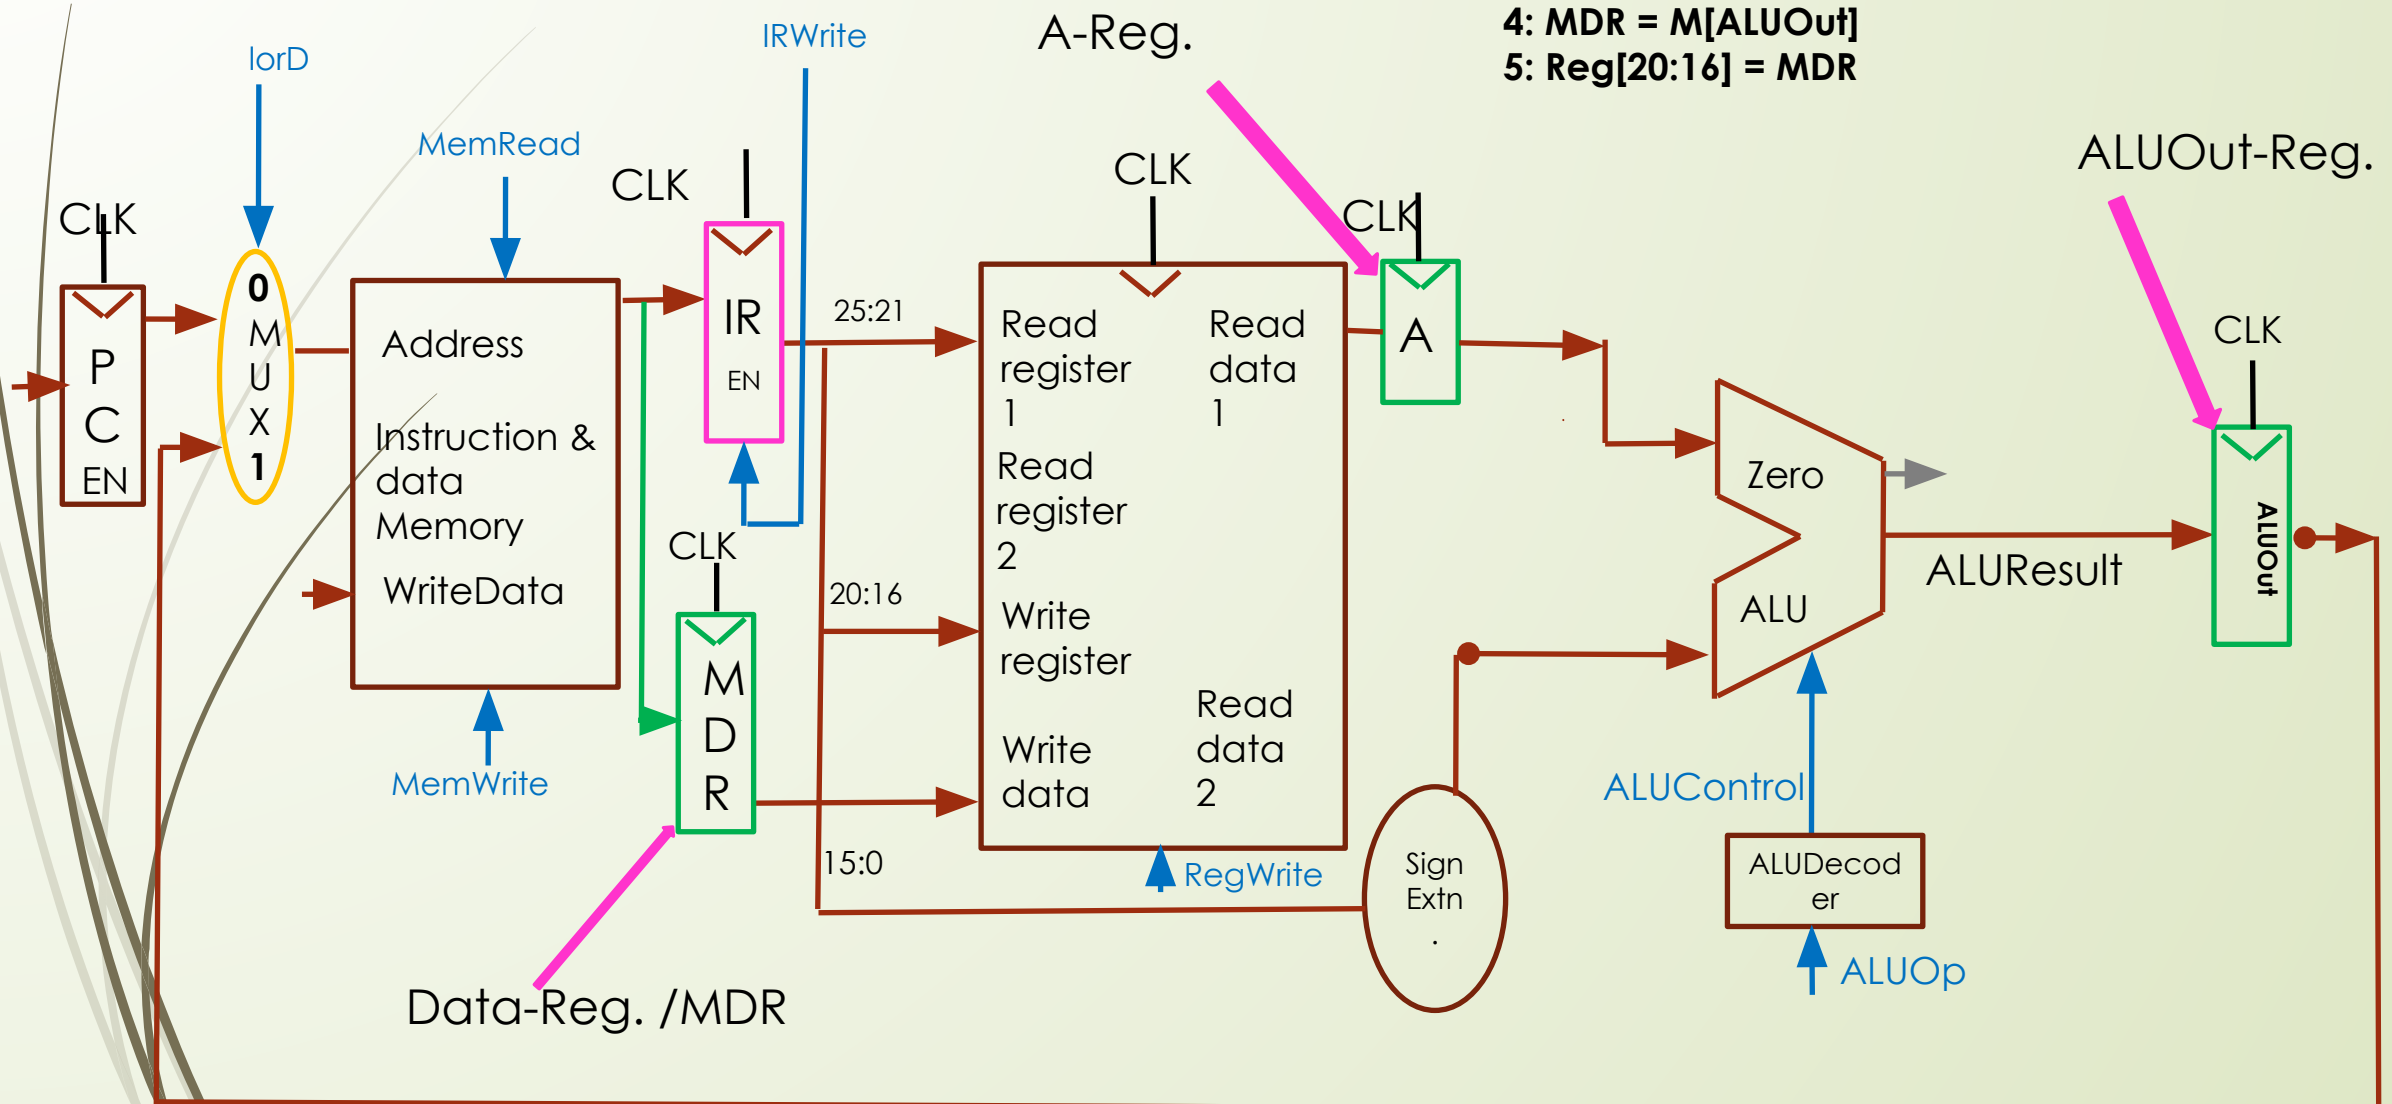 IorD
IRWrite
A-Reg.
4: MDR = M[ALUOut]
5: Reg[20:16] = MDR
MemRead
ALUOut-Reg.
CLK
CLK
CLK
CLK
CLK
P
C
EN
0
M
U
X
1
Address
Instruction &
data
Memory
WriteData
MemWrite
IR
EN
CLK
M
D
R
Data-Reg. /MDR
25:21
20:16
15:0
Read
register
1
Read
register
2
Write
register
Write
data
Read
data
1
Read
data
2
RegWrite
A
Sign
Extn
.
Zero
ALU
ALUResult
ALUControl
ALUDecod
er
ALUOp
ALUOut